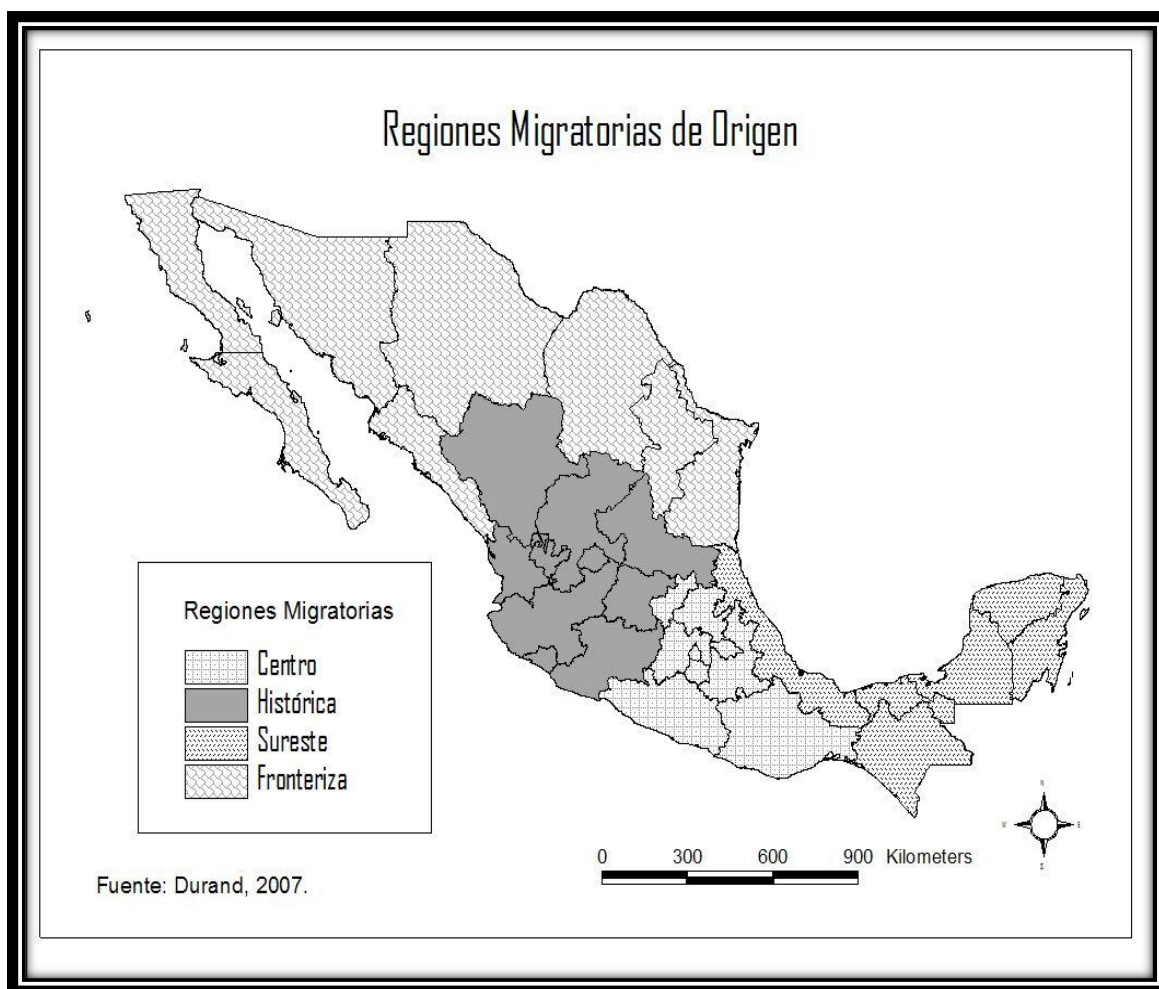 Regiones Migratorias de Origen
Regiones Migratorias
Centro
Histórica
Sureste
Fronteriza
0 300 600 900 Kilometers
Fuente: Durand, 2007.
N
W E
S